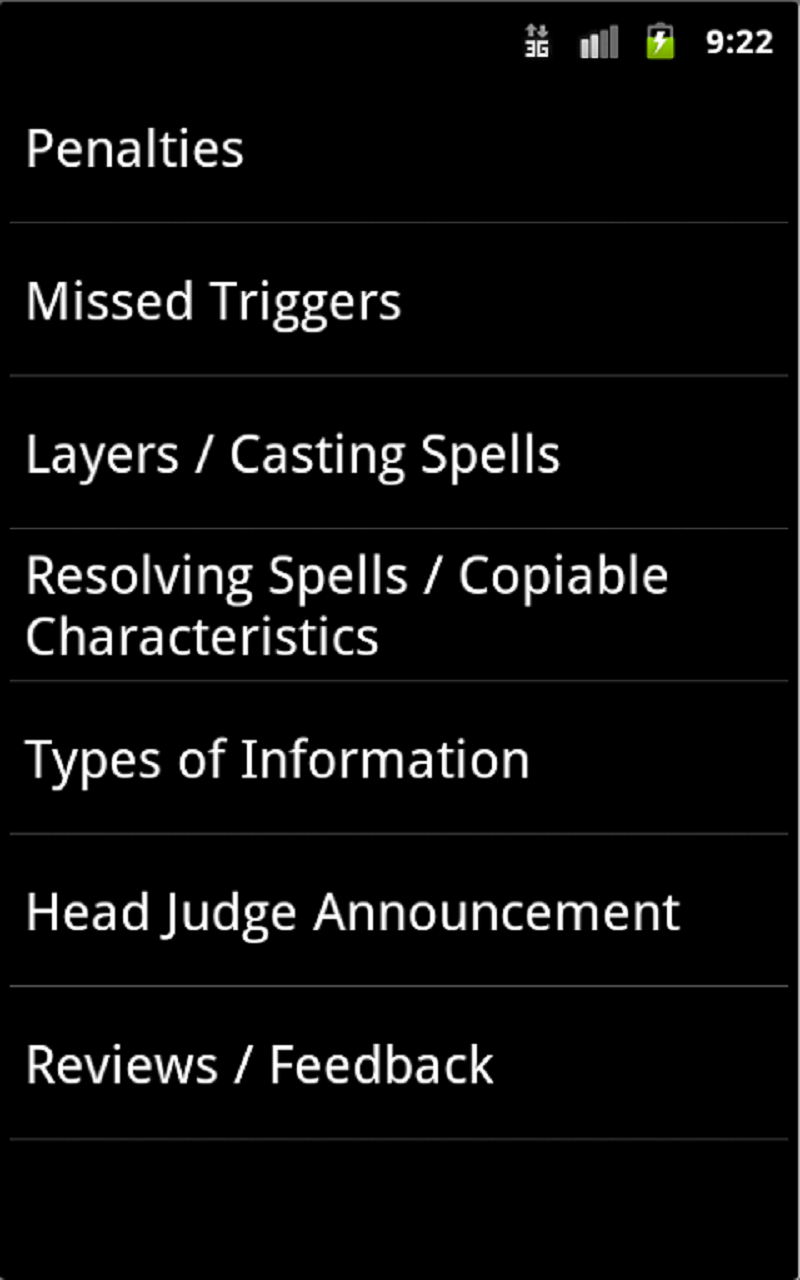 3G 9:22
Penalties
Missed Triggers
Layers / Casting Spells
Resolving Spells / Copiable
Characteristics
Types of Information
Head Judge Announcement
Reviews / Feedback